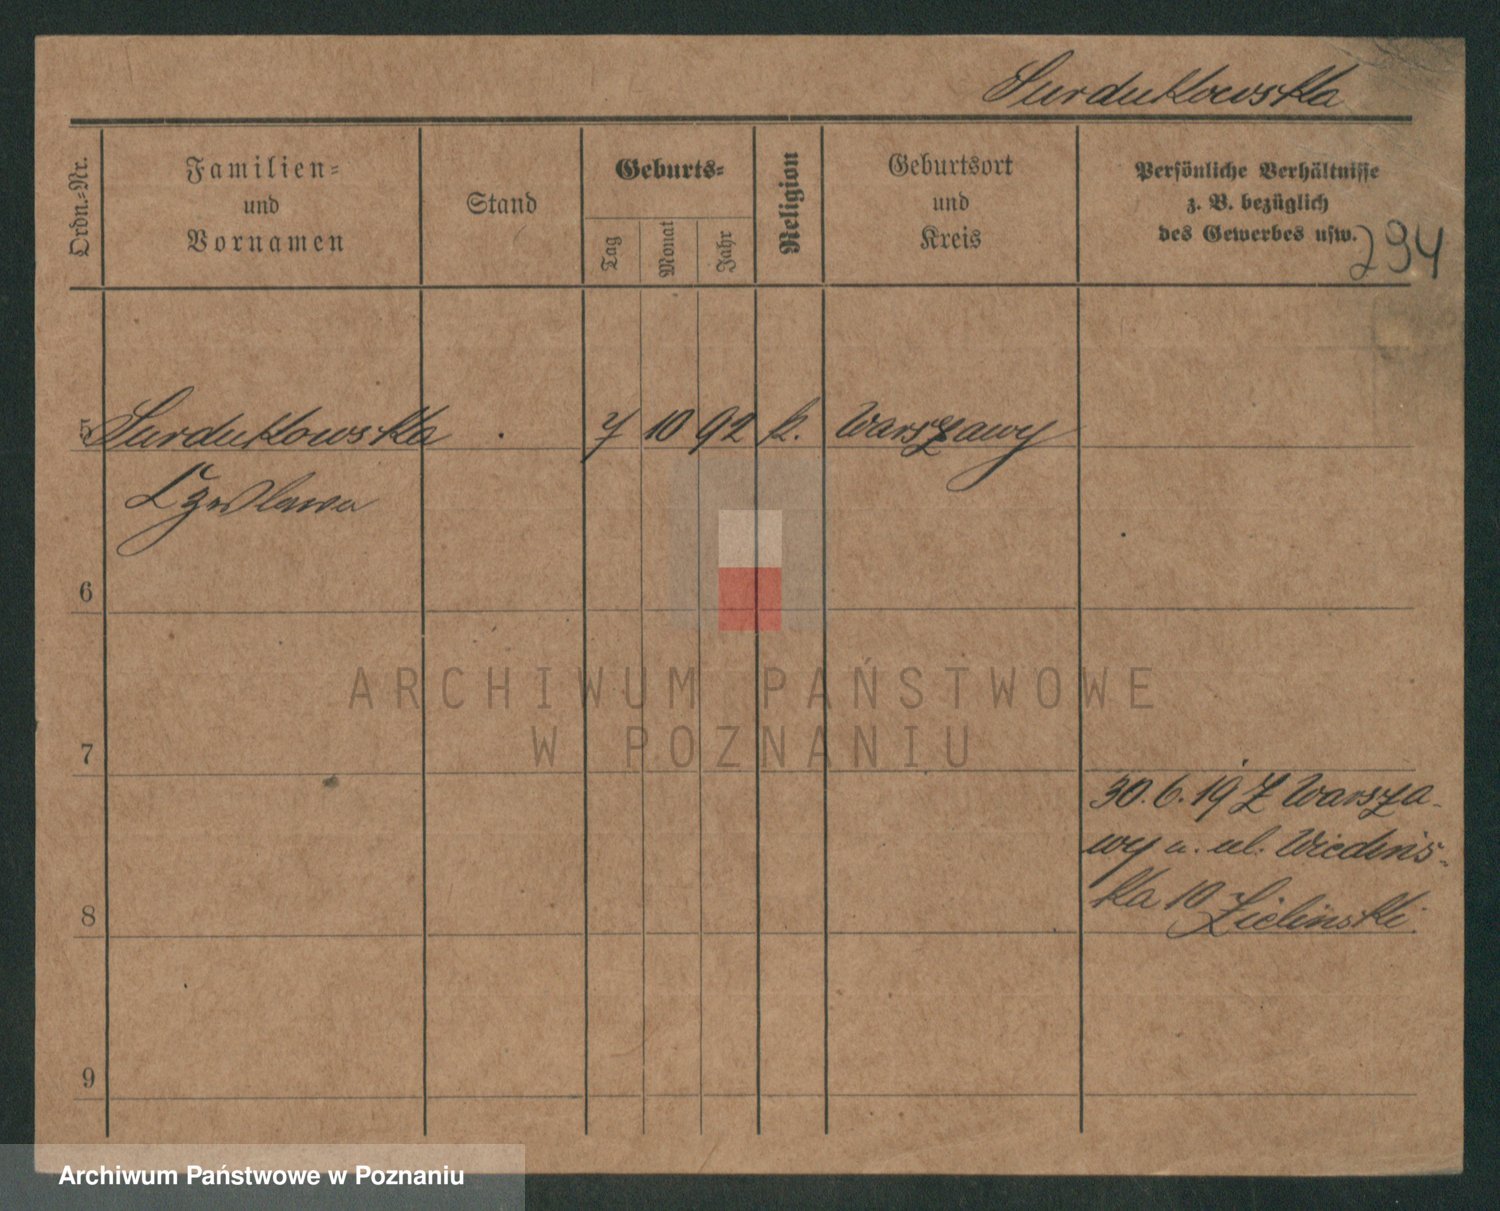 Surdukowska
Ordn.-Nr.
Familien-
und
Vornamen
Stand
Geburts-
Tag
Monat
Jahr
Religion
Geburtsort
und
Kreis
Persönliche Verhältnisse
z. B. bezüglich
des Gewerbes usw.
294
5 Surdukowska 7 10 92 k. Warszawy
Czesława
6
7
30.6.19 Z Warsza-
wy u. ul. Wiedeńs-
ka 10
Zieliński
8
9
ARCHIWUM PAŃSTWOWE
W POZNANIU
Archiwum Państwowe w Poznaniu